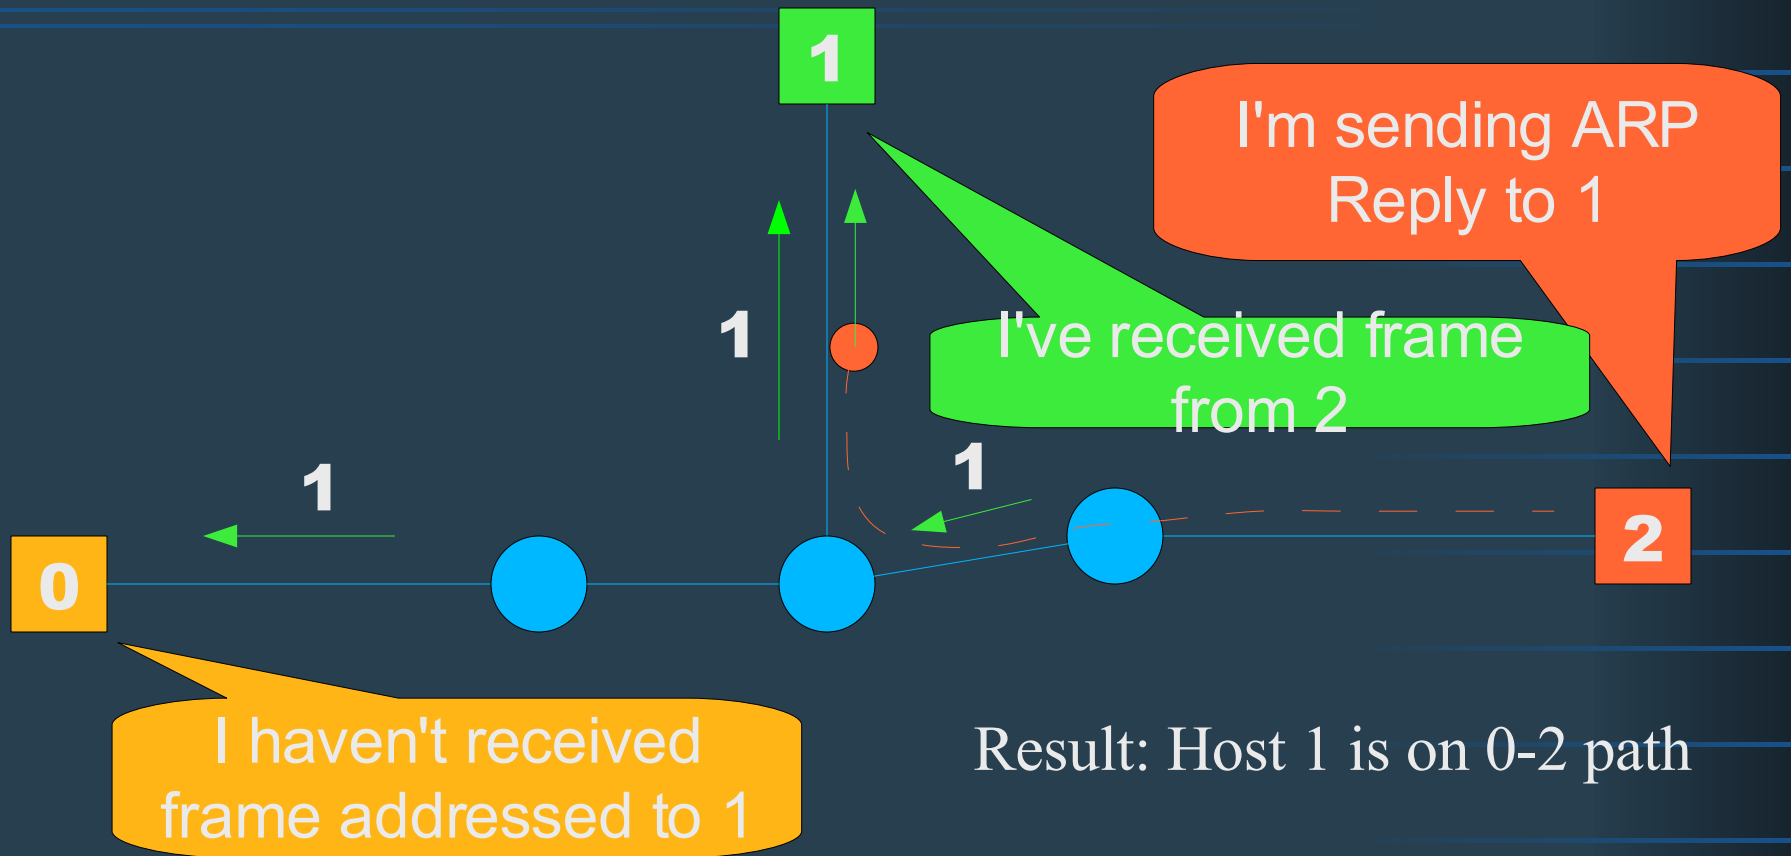 1
I'm sending ARP
Reply to 1
1
I've received frame
from 2
1
1
2
0
I haven't received
frame addressed to 1
Result: Host 1 is on 0-2 path